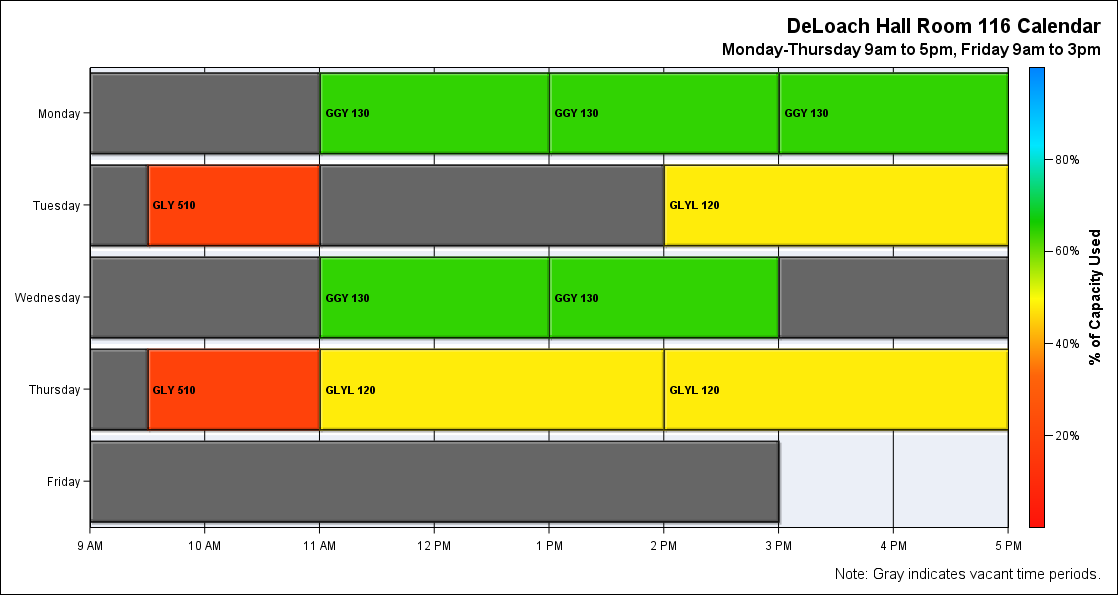 DeLoach Hall Room 116 Calendar
Monday-Thursday 9am to 5pm, Friday 9am to 3pm
Monday
GGY 130
GGY 130
GGY 130
Tuesday
GLY 510
GLYL 120
Wednesday
GGY 130
GGY 130
Thursday
GLY 510
GLYL 120
GLYL 120
Friday
9 AM
10 AM
11 AM
12 PM
1 PM
2 PM
3 PM
4 PM
5 PM
80%
60%
40%
20%
% of Capacity Used
Note: Gray indicates vacant time periods.